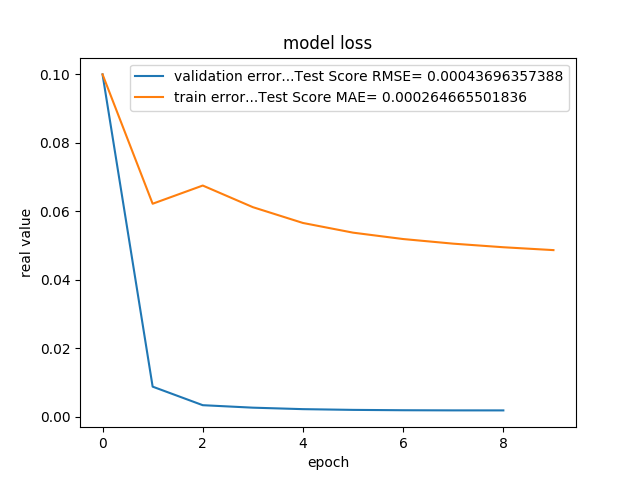 model loss
validation error...Test Score RMSE= 0.00043696357388
train error...Test Score MAE= 0.000264665501836
0.10
0.08
0.06
0.04
0.02
0.00
real value
0 2 4 6 8
epoch